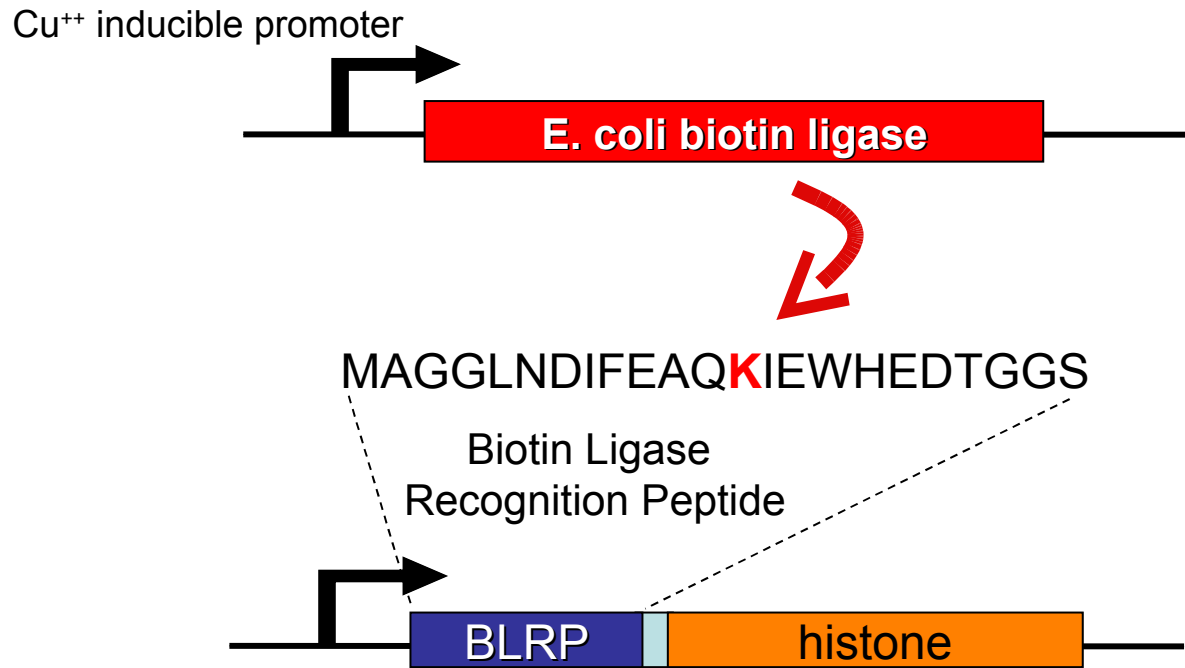 Cu⁺⁺ inducible promoter
E. coli biotin ligase
MAGGLNDIFEAQKIEWHEDTGGS
Biotin Ligase
Recognition Peptide
BLRP
histone